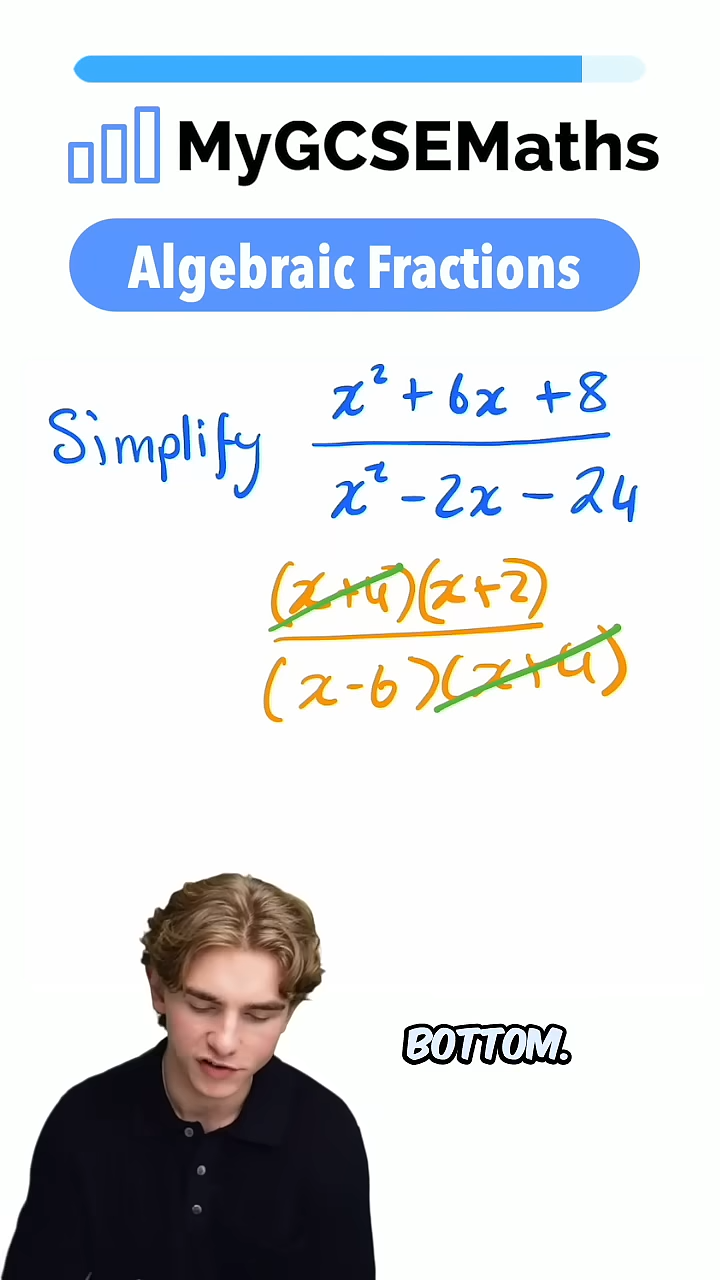 MyGCSEMaths
Algebraic Fractions
Simplify x² + 6x + 8
x² - 2x - 24
(x+4)(x+2)
(x-6)(x+4)
BOTTOM.